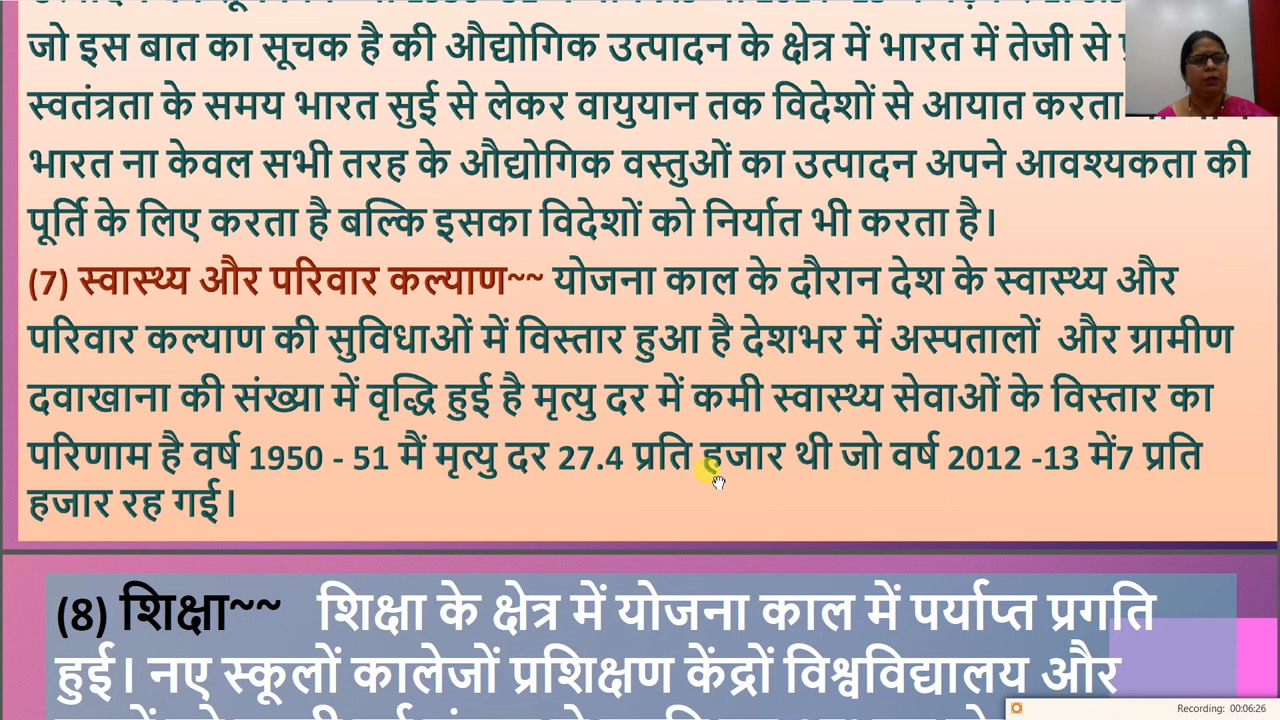 जो इस बात का सूचक है की औद्योगिक उत्पादन के क्षेत्र में भारत में तेजी से
स्वतंत्रता के समय भारत सुई से लेकर वायुयान तक विदेशों से आयात करता
भारत ना केवल सभी तरह के औद्योगिक वस्तुओं का उत्पादन अपने आवश्यकता की
पूर्ति के लिए करता है बल्कि इसका विदेशों को निर्यात भी करता है।
(7) स्वास्थ्य और परिवार कल्याण~~ योजना काल के दौरान देश के स्वास्थ्य और
परिवार कल्याण की सुविधाओं में विस्तार हुआ है देशभर में अस्पतालों और ग्रामीण
दवाखाना की संख्या में वृद्धि हुई है मृत्यु दर में कमी स्वास्थ्य सेवाओं के विस्तार का
परिणाम है वर्ष 1950 - 51 मैं मृत्यु दर 27.4 प्रति हजार थी जो वर्ष 2012 -13 में7 प्रति
हजार रह गई।
(8) शिक्षा~~ शिक्षा के क्षेत्र में योजना काल में पर्याप्त प्रगति
हुई। नए स्कूलों कालेजों प्रशिक्षण केंद्रों विश्वविद्यालय और
Recording: 00:06:26